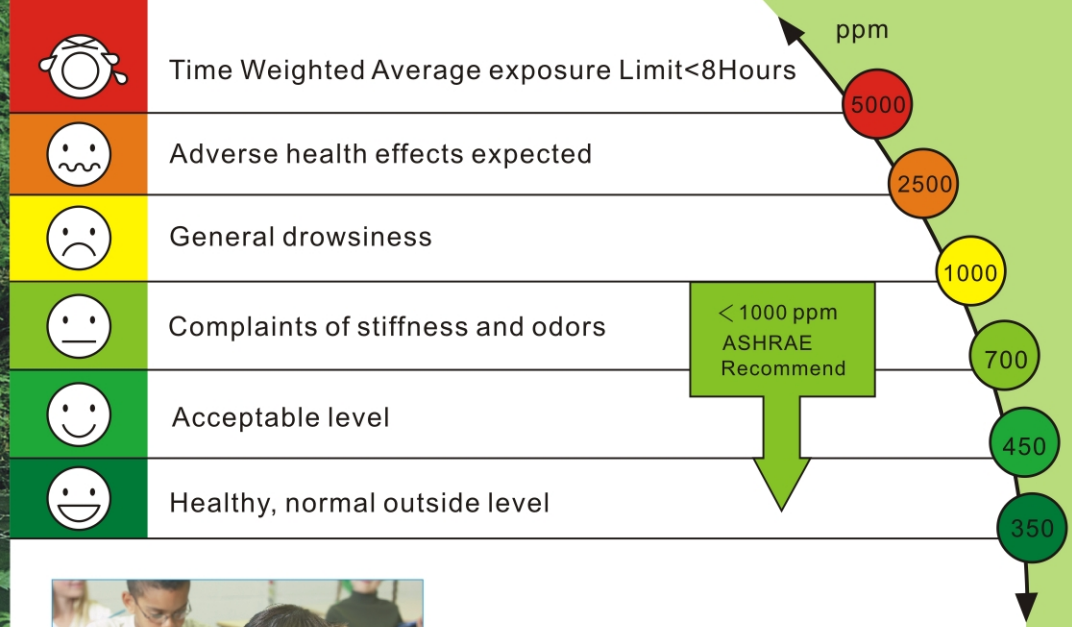 ppm
Time Weighted Average exposure Limit<8Hours
5000
Adverse health effects expected
2500
General drowsiness
1000
<1000 ppm
ASHRAE
Recommend
Complaints of stiffness and odors
700
Acceptable level
450
Healthy, normal outside level
350